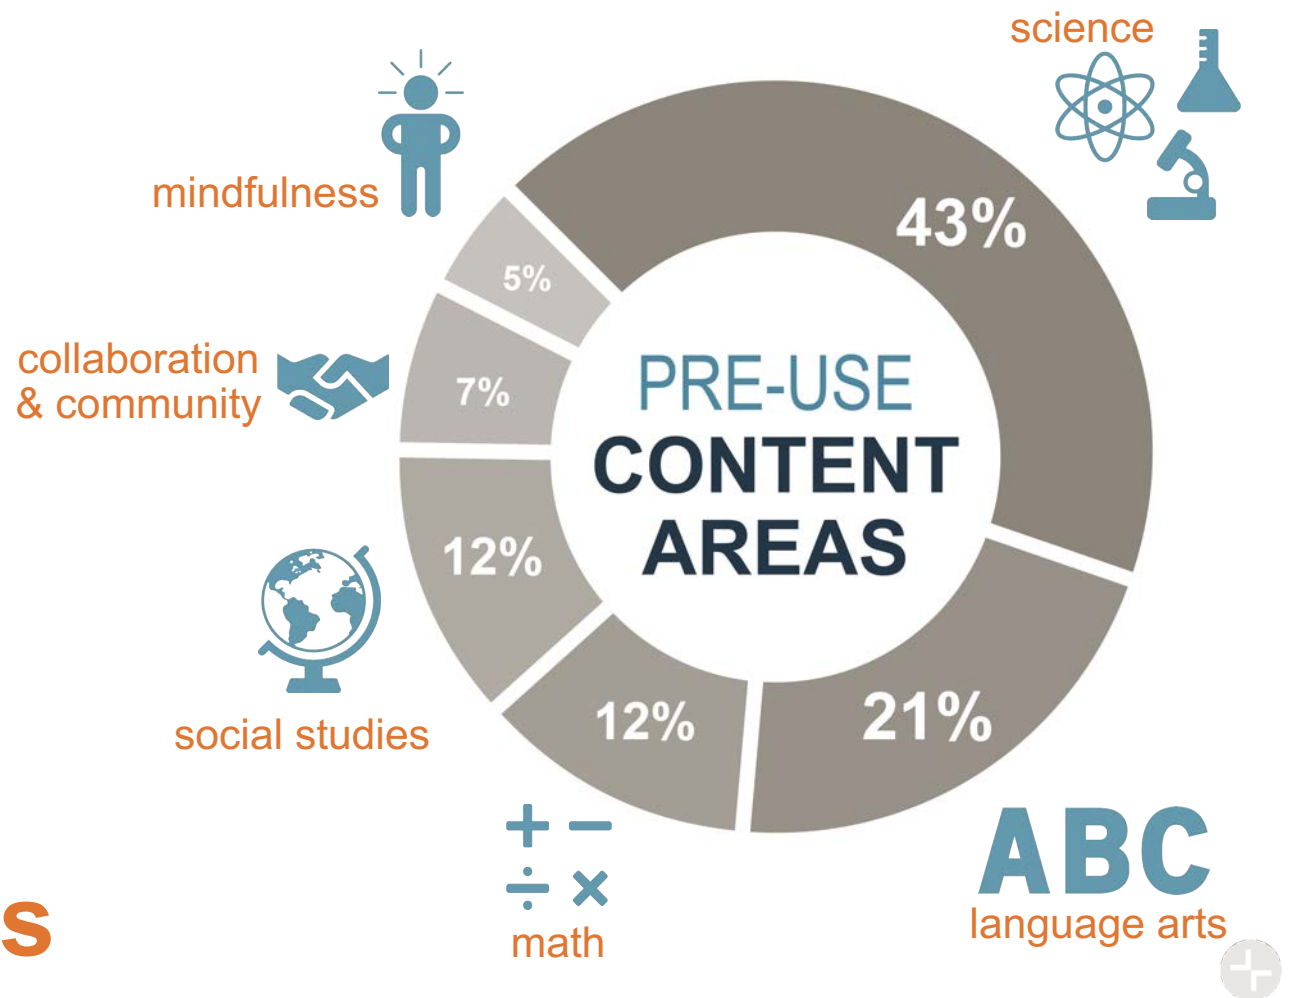 science
43%
mindfulness
5%
collaboration
& community
7%
PRE-USE
CONTENT
AREAS
12%
social studies
12%
21%
math
ABC
language arts
s